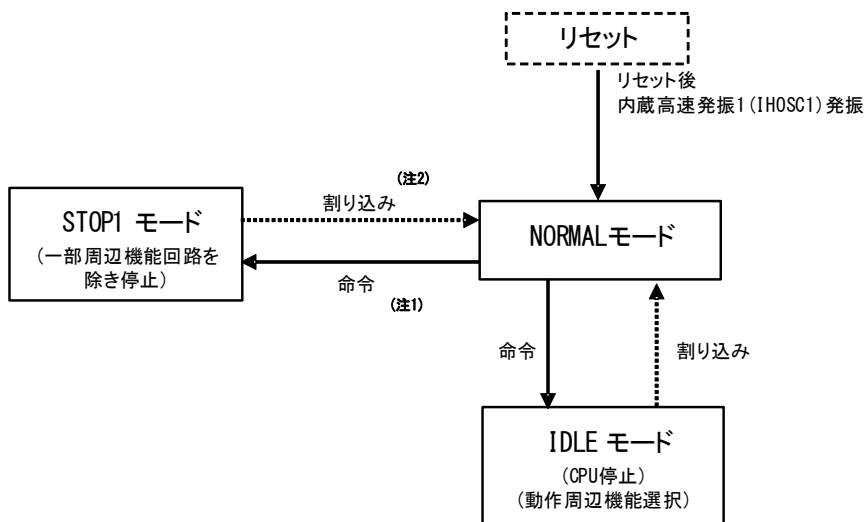 リセット
リセット後
内蔵高速発振1(IHOSC1)発振
(注2)
割り込み
STOP1 モード
(一部周辺機能回路を
除き停止)
NORMALモード
命令
(注1)
命令
割り込み
IDLE モード
(CPU停止)
(動作周辺機能選択)